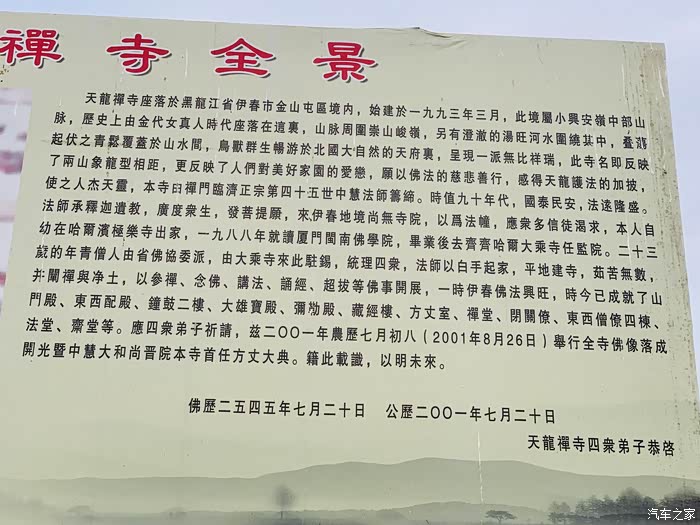 禪寺全景
天龍禪寺座落於黑龍江省伊春市金山屯區境内，始建於一九九三年三月，此境屬小興安嶺中部山
脉，歷史上由金代女真人時代座落在這裏，山脉周圍崇山峻嶺，另有澄澈的湯旺河水圍繞其中，叠蘊
起伏之青鬆覆蓋於山水間，鳥獸群生暢游於北國大自然的天府裏，呈現一派無比祥瑞，此寺名即反映
了兩山象龍型相距，更反映了人們對美好家園的愛戀，願以佛法的慈悲善行，感得天龍護法的加披，
使之人杰天靈，本寺曰禪門臨濟正宗第四十五世中慧法師籌締。時值九十年代，國泰民安，法遂隆盛。
法師承釋迦遺教，廣度衆生，發菩提願，來伊春地境尚無寺院，以爲法幢，應衆多信徒渴求，本人自
幼在哈爾濱極樂寺出家，一九八八年就讀厦門閩南佛學院，畢業後去齊齊哈爾大乘寺任監院。二十三
歲的年青僧人由省佛協委派，由大乘寺來此駐錫，統理四衆，法師以白手起家，平地建寺，茹苦無數，
并闡禪與净土，以參禪、念佛、講法、誦經、超拔等佛事開展，一時伊春佛法興旺，時今已成就了山
門殿、東西配殿、鐘鼓二樓、大雄寶殿、彌勒殿、藏經樓、方丈室、禪堂、閉關僚、東西僧僚四棟、
法堂、齋堂等。應四衆弟子祈請，兹二〇〇一年農歷七月初八（2001年8月26日）舉行全寺佛像落成
開光暨中慧大和尚晋院本寺首任方丈大典。籍此載識，以明未來。
佛歷二五四五年七月二十日 公歷二〇〇一年七月二十日
天龍禪寺四衆弟子恭啓
汽车之家